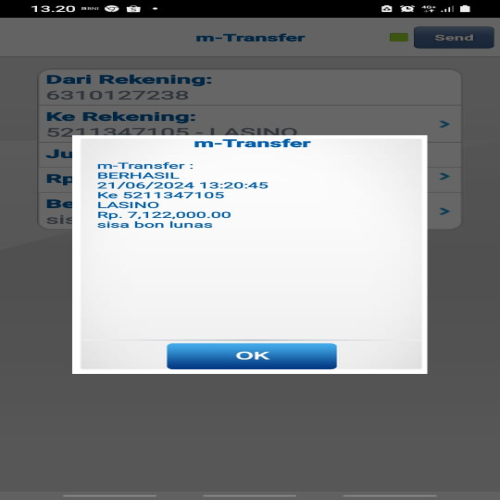 13.20
m-Transfer
Send
Dari Rekening:
6310127238
Ke Rekening:
5211347105 - LASINO
Ju
Rp
Be
sis
m-Transfer
m-Transfer :
BERHASIL
21/06/2024 13:20:45
Ke 5211347105
LASINO
Rp. 7,122,000.00
sisa bon lunas
OK